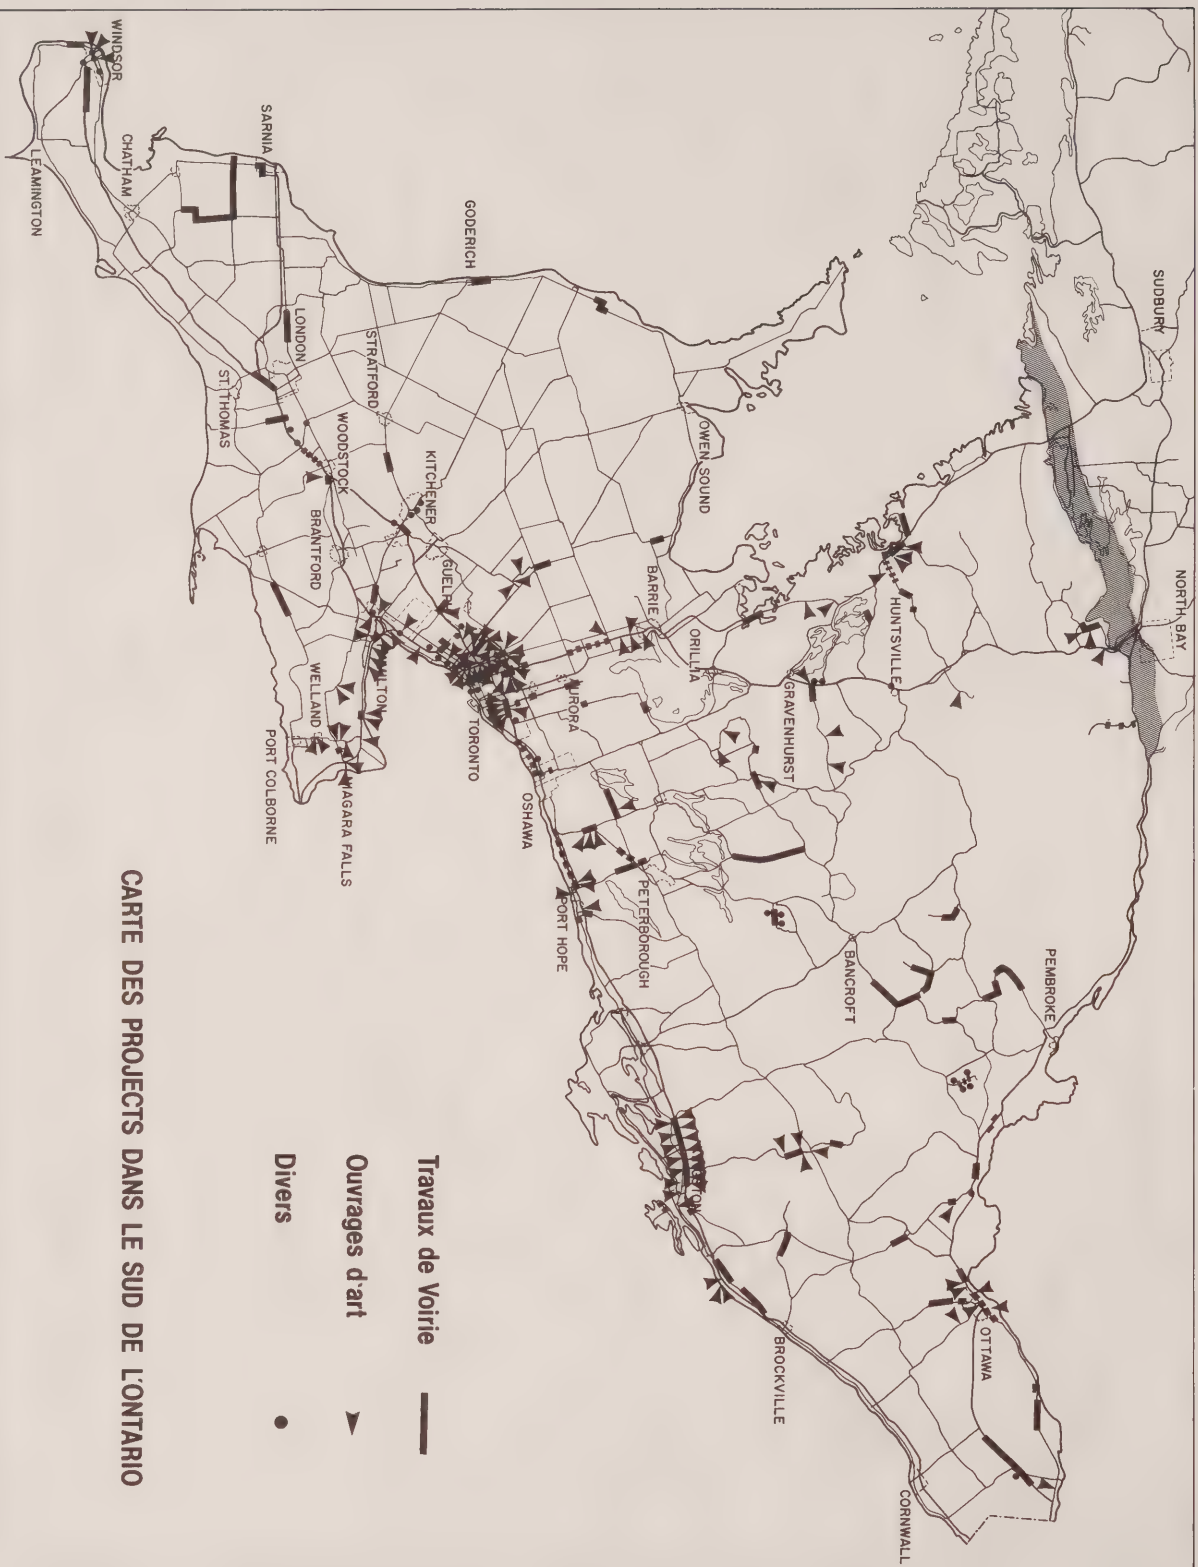 NORTH BAY
SUDBURY
PEMBROKE
OTTAWA
CORNWALL
HUNTSVILLE
BANCROFT
GRAVENHURST
BROCKVILLE
OWEN SOUND
ORILLIA
BARRIE
PETERBOROUGH
PORT HOPE
OSHAWA
TORONTO
GODERICH
KITCHENER
STRATFORD
NIAGARA FALLS
WOODSTOCK
BRANTFORD
WELLAND
LONDON
PORT COLBORNE
SARNIA
ST. THOMAS
CHATHAM
WINDSOR
LEAMINGTON
Travaux de Voirie
Ouvrages d'art
Divers
CARTE DES PROJECTS DANS LE SUD DE L'ONTARIO